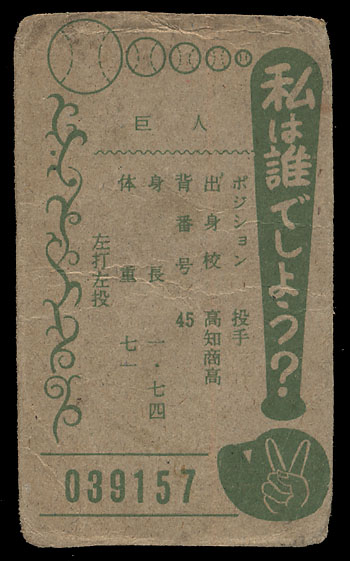 私は誰でしょう?
巨人
ポジション 投手
出身校 高知商高
背番号 45
身長 一・七四
体重 七一
左打左投
039157